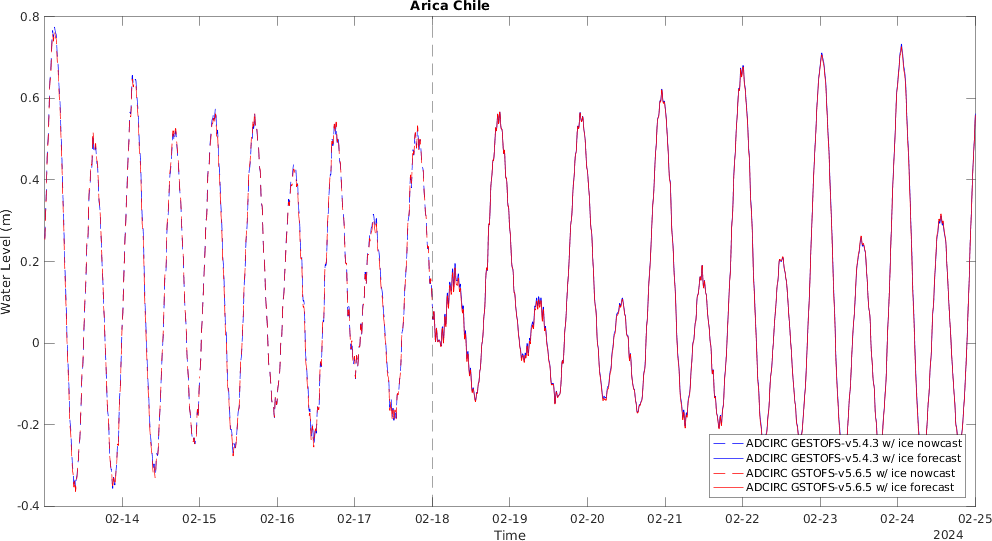 Arica Chile
Water Level (m)
0.8
0.6
0.4
0.2
0
-0.2
-0.4
ADCIRC GESTOFS-v5.4.3 w/ ice nowcast
ADCIRC GESTOFS-v5.4.3 w/ ice forecast
ADCIRC GSTOFS-v5.6.5 w/ ice nowcast
ADCIRC GSTOFS-v5.6.5 w/ ice forecast
02-14 02-15 02-16 02-17 02-18 02-19 02-20 02-21 02-22 02-23 02-24 02-25
Time
2024